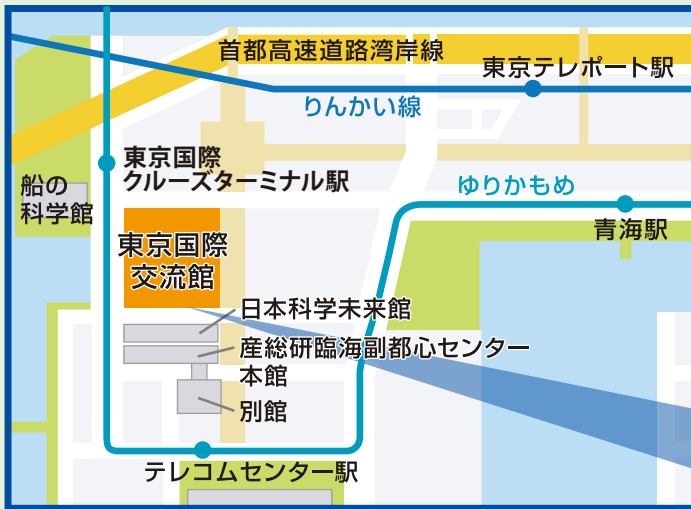 首都高速道路湾岸線
東京テレポート駅
りんかい線
東京国際
クルーズターミナル駅
船の
科学館
ゆりかもめ
青海駅
東京国際
交流館
日本科学未来館
産総研臨海副都心センター
本館
別館
テレコムセンター駅